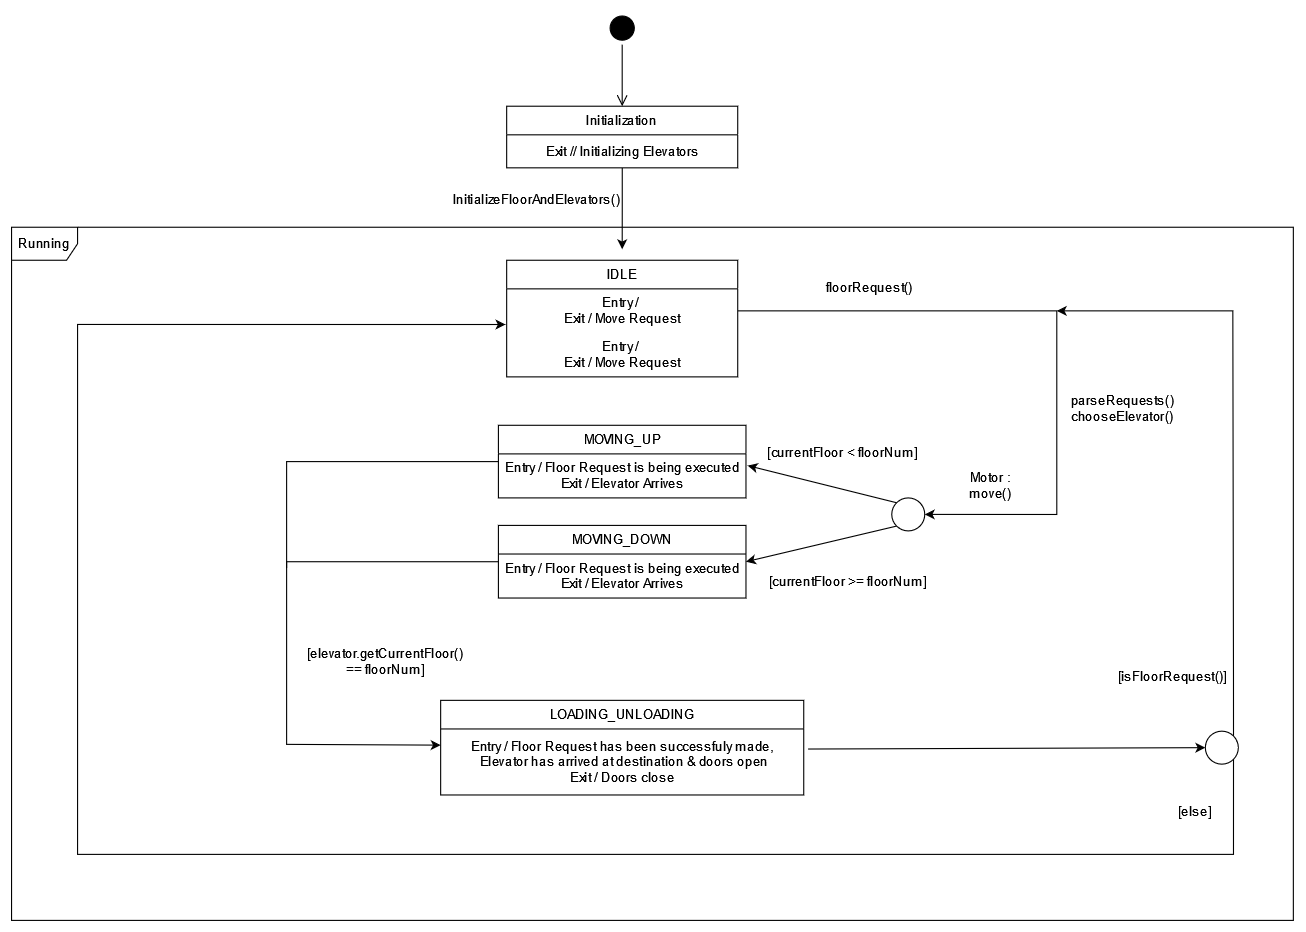 Initialization
Exit // Initializing Elevators
InitializeFloorAndElevators()
Running
IDLE
Entry /
Exit / Move Request
Entry /
Exit / Move Request
floorRequest()
parseRequests()
chooseElevator()
MOVING_UP
Entry / Floor Request is being executed
Exit / Elevator Arrives
[currentFloor < floorNum]
Motor :
move()
MOVING_DOWN
Entry / Floor Request is being executed
Exit / Elevator Arrives
[currentFloor >= floorNum]
[elevator.getCurrentFloor()
== floorNum]
[isFloorRequest()]
LOADING_UNLOADING
Entry / Floor Request has been successfuly made,
Elevator has arrived at destination & doors open
Exit / Doors close
[else]